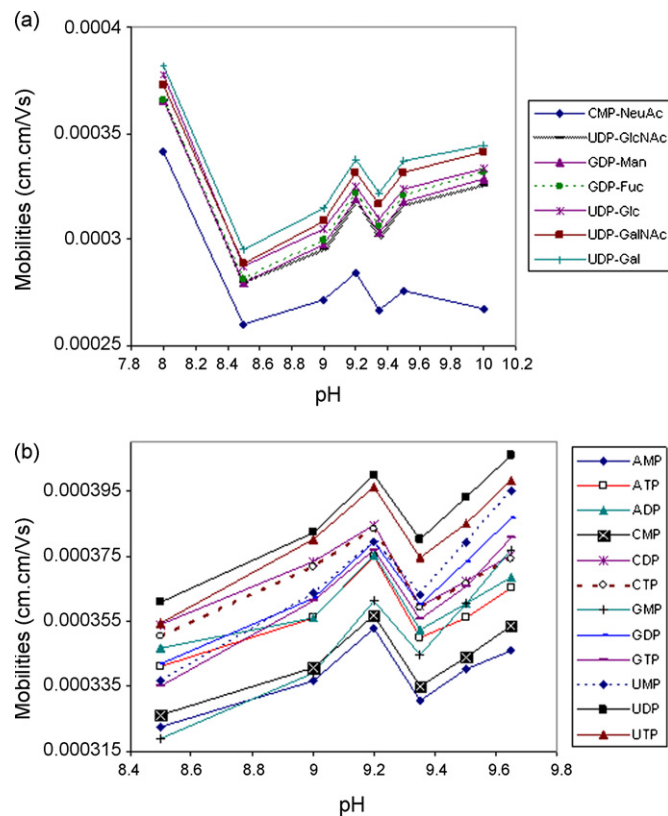 (a)
0.0004
0.00035
0.0003
0.00025
Mobilities (cm.cm/Vs)
7.8 8 8.2 8.4 8.6 8.8 9 9.2 9.4 9.6 9.8 10 10.2
pH
CMP-NeuAc
UDP-GlcNAc
GDP-Man
GDP-Fuc
UDP-Glc
UDP-GalNAc
UDP-Gal
(b)
0.000395
0.000375
0.000355
0.000335
0.000315
Mobilities (cm.cm/Vs)
8.4 8.6 8.8 9 9.2 9.4 9.6 9.8
pH
AMP
ATP
ADP
CMP
CDP
CTP
GMP
GDP
GTP
UMP
UDP
UTP